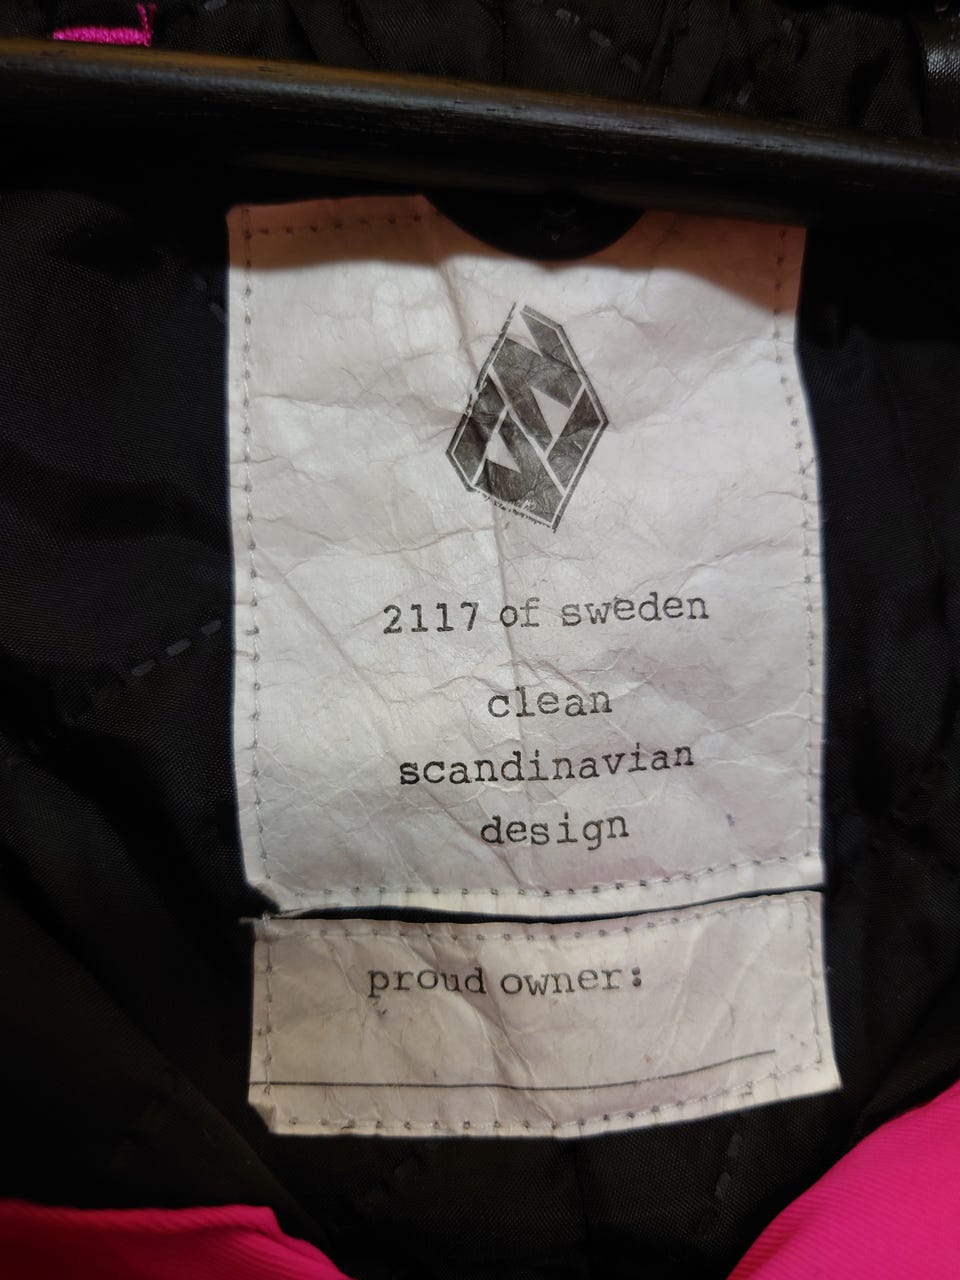 2117 of sweden
clean
scandinavian
design
proud owner: